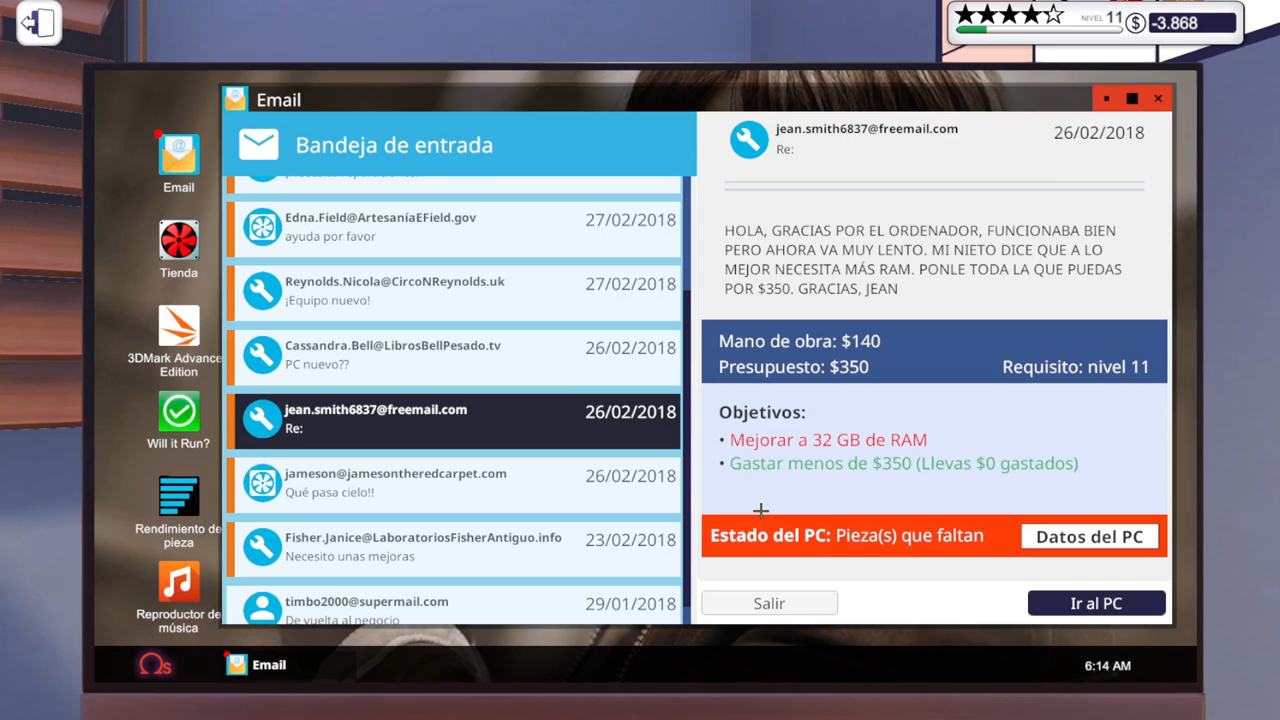 NIVEL 11
$ -3.868
Email
Bandeja de entrada
Edna.Field@ArtesaníaEField.gov 27/02/2018
ayuda por favor
Reynolds.Nicola@CircoNReynolds.uk 27/02/2018
¡Equipo nuevo!
Cassandra.Bell@LibrosBellPesado.tv 26/02/2018
PC nuevo??
jean.smith6837@freemail.com 26/02/2018
Re:
jameson@jamesontheredcarpet.com 26/02/2018
Qué pasa cielo!!
Fisher.Janice@LaboratoriosFisherAntiguo.info 23/02/2018
Necesito unas mejoras
timbo2000@supermail.com 29/01/2018
De vuelta al negocio
jean.smith6837@freemail.com 26/02/2018
Re:
HOLA, GRACIAS POR EL ORDENADOR, FUNCIONABA BIEN
PERO AHORA VA MUY LENTO. MI NIETO DICE QUE A LO
MEJOR NECESITA MÁS RAM. PONLE TODA LA QUE PUEDAS
POR $350. GRACIAS, JEAN
Mano de obra: $140
Presupuesto: $350 Requisito: nivel 11
Objetivos:
• Mejorar a 32 GB de RAM
• Gastar menos de $350 (Llevas $0 gastados)
Estado del PC: Pieza(s) que faltan Datos del PC
Salir Ir al PC
Email
Tienda
3DMark Advance
Edition
Will it Run?
Rendimiento de
pieza
Reproductor de
música
Ωs Email 6:14 AM